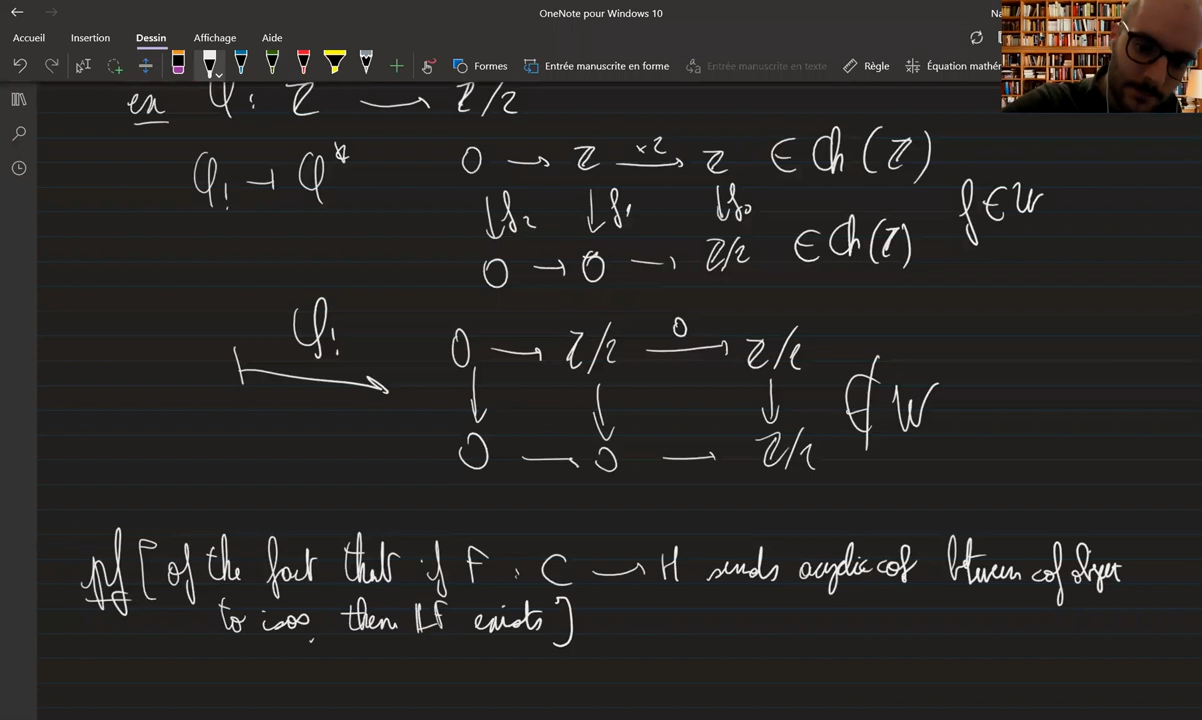 OneNote pour Windows 10
Accueil Insertion Dessin Affichage Aide
Formes Entrée manuscrite en forme Entrée manuscrite en texte Règle Équation mathér
ex φ : Z → Z/2
φ! ⊣ φ*
0 → Z ×2→ Z ∈ Ch(Z)
↓f₂ ↓f₁ ↓f₀ f ∈ W
0 → 0 → Z/2 ∈ Ch(Z)
φ!
0 → Z/2 0→ Z/2
↓ ↓ ↓ ∉ W
0 → 0 → Z/2
pf [of the fact that if F : C → H sends acyclic cof between cof object
to isos, then LF exists]